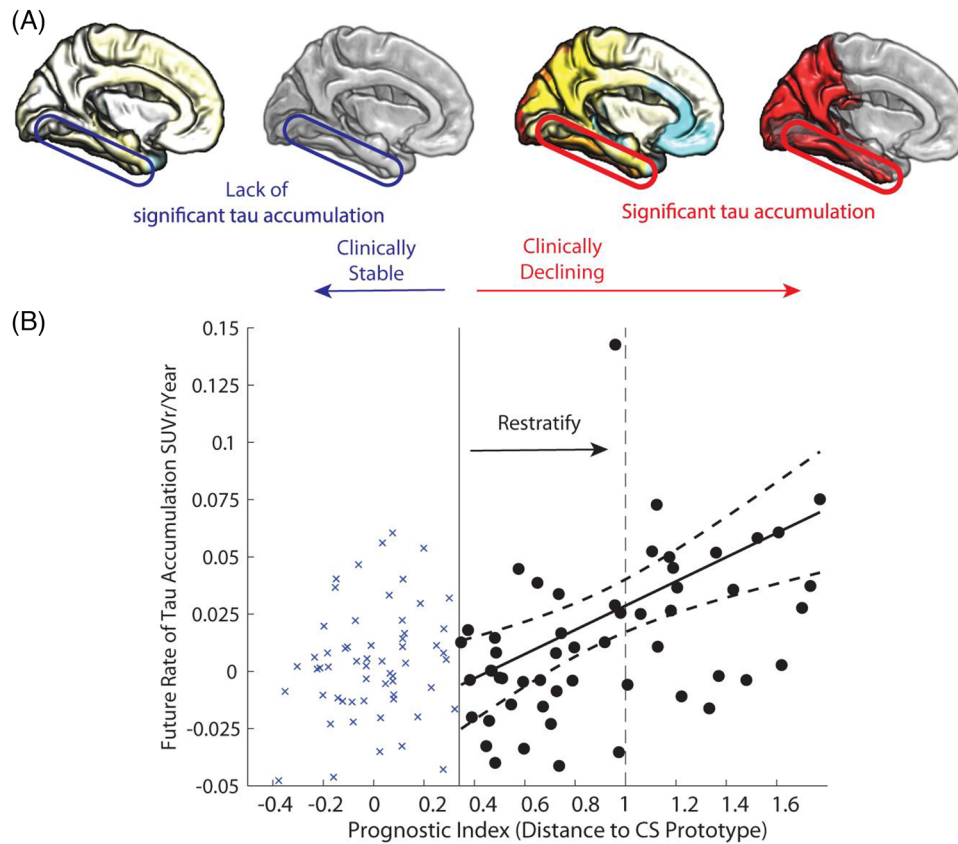 (A)
Lack of
significant tau accumulation
Significant tau accumulation
Clinically
Stable
Clinically
Declining
(B)
Future Rate of Tau Accumulation SUVr/Year
0.15
0.125
0.1
0.075
0.05
0.025
0
-0.025
-0.05
Restratify
-0.4
-0.2
0
0.2
0.4
0.6
0.8
1
1.2
1.4
1.6
Prognostic Index (Distance to CS Prototype)